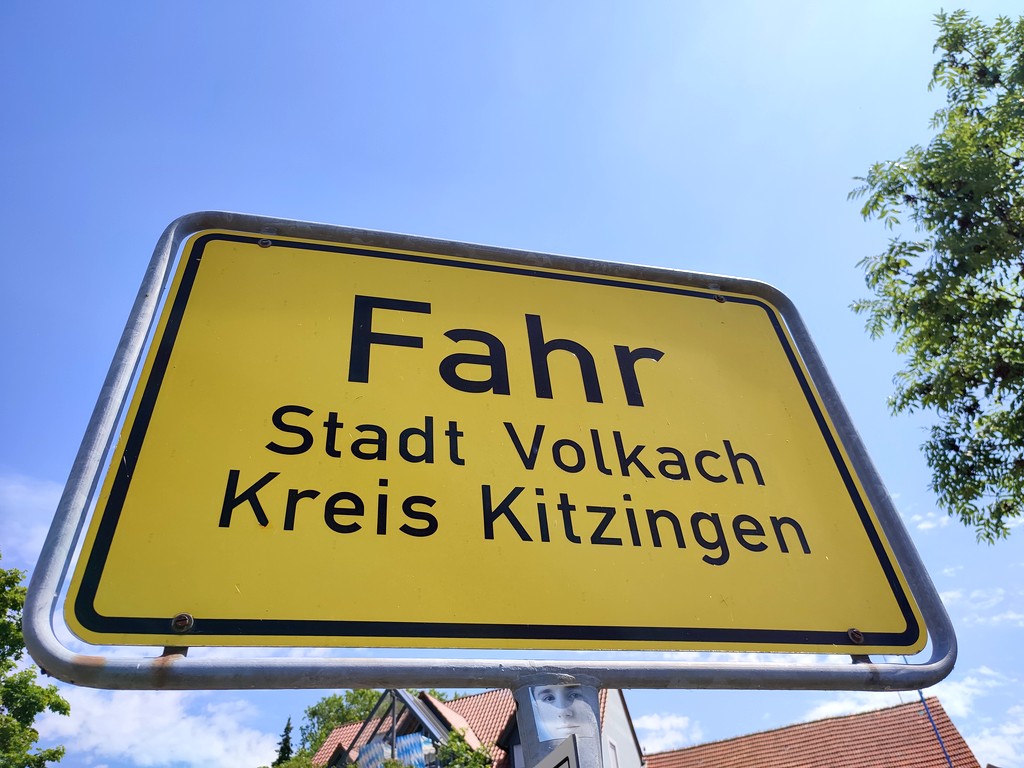 Fahr
Stadt Volkach
Kreis Kitzingen